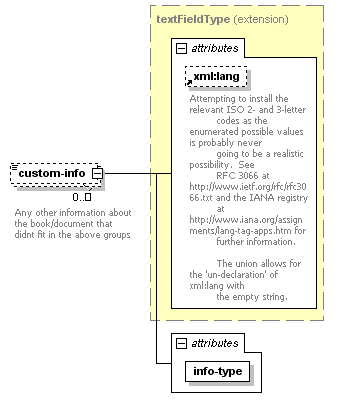 textFieldType (extension)
attributes
xml:lang
Attempting to install the
relevant ISO 2- and 3-letter
codes as the
enumerated possible values
is probably never
going to be a realistic
possibility.  See
RFC 3066 at
http://www.ietf.org/rfc/rfc30
66.txt and the IANA registry
at
http://www.iana.org/assign
ments/lang-tag-apps.htm for
further information.
The union allows for
the 'un-declaration' of
xml:lang with
the empty string.
custom-info
0..
Any other information about
the book/document that
didnt fit in the above groups
attributes
info-type